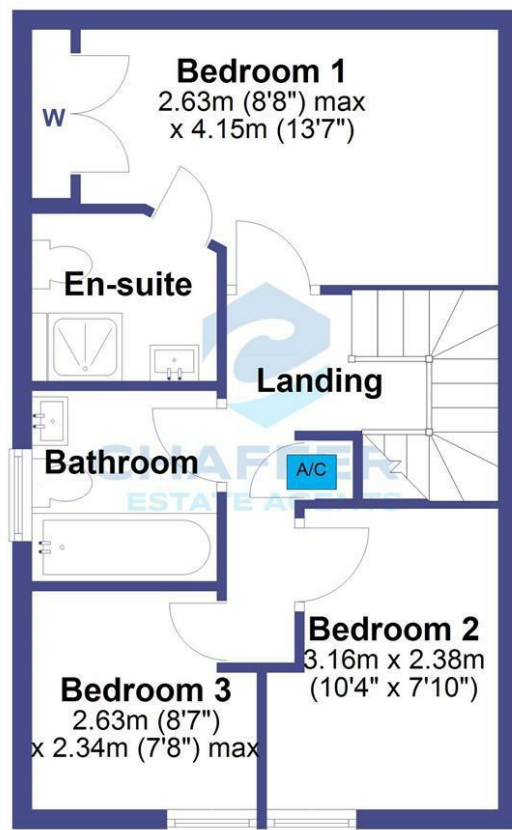 Bedroom 1
2.63m (8'8") max
x 4.15m (13'7")
W
En-suite
Landing
Bathroom
A/C
CHAFFER
ESTATE AGENTS
Bedroom 2
3.16m x 2.38m
(10'4" x 7'10")
Bedroom 3
2.63m (8'7")
x 2.34m (7'8") max